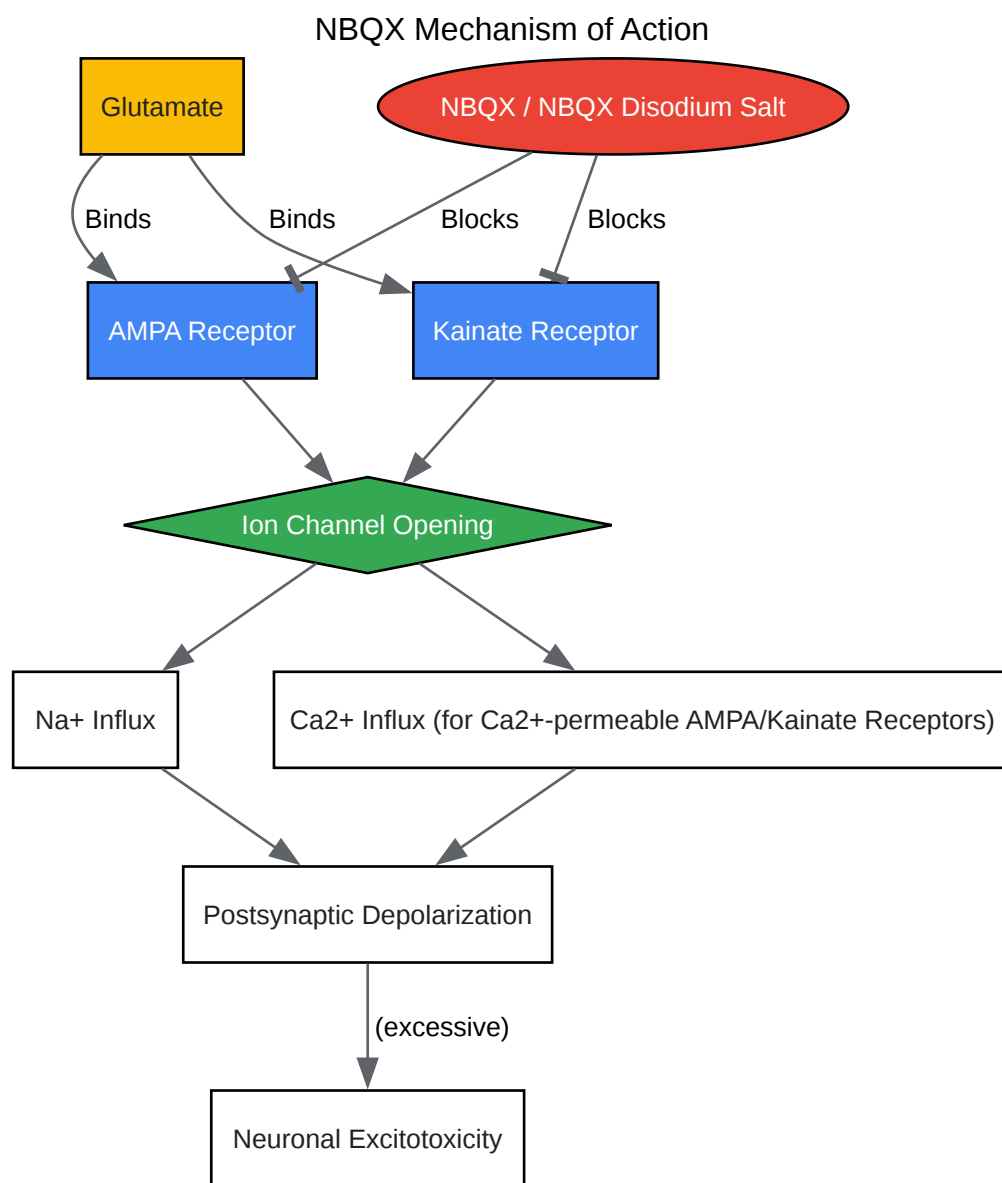 NBQX Mechanism of Action
Glutamate
NBQX / NBQX Disodium Salt
Binds
Binds
Blocks
Blocks
AMPA Receptor
Kainate Receptor
Ion Channel Opening
Na+ Influx
Ca2+ Influx (for Ca2+-permeable AMPA/Kainate Receptors)
Postsynaptic Depolarization
(excessive)
Neuronal Excitotoxicity